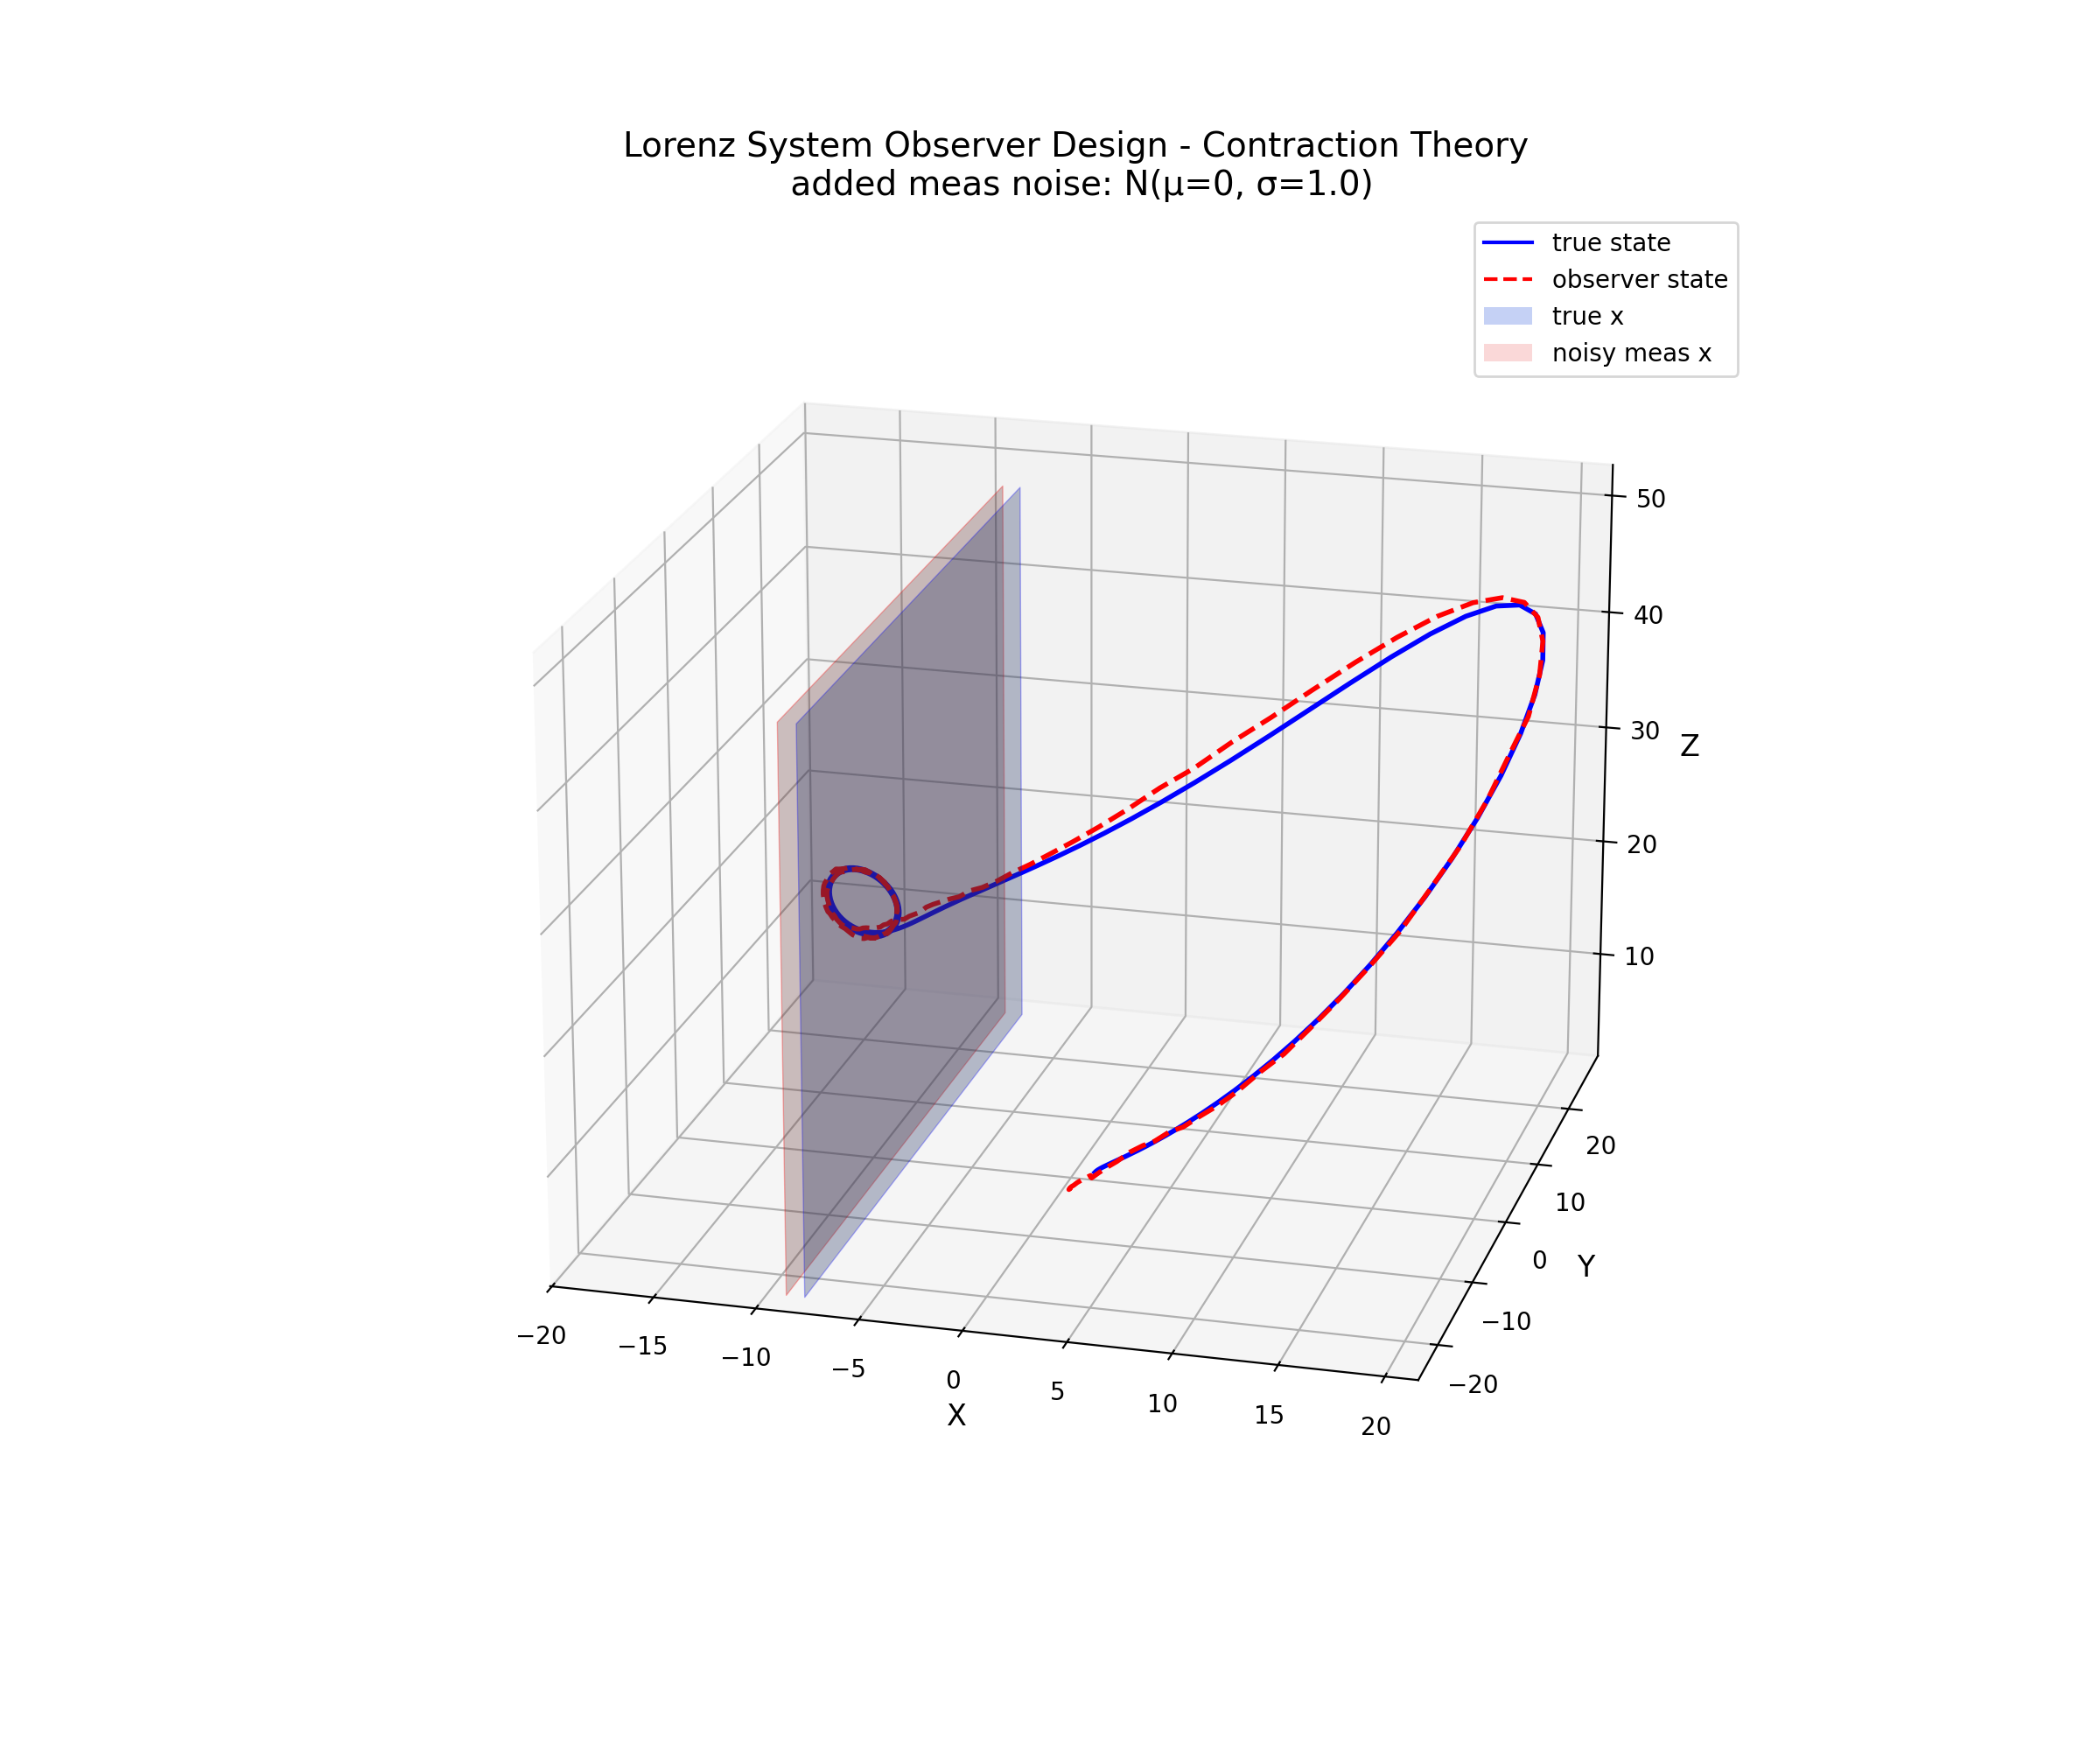 Lorenz System Observer Design - Contraction Theory
added meas noise: N(μ=0, σ=1.0)
true state
observer state
true x
noisy meas x
50
40
30
Z
20
10
20
10
0
Y
−10
−20
−20
−15
−10
−5
0
5
10
15
20
X